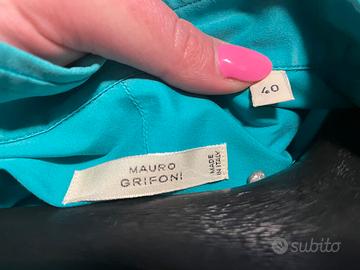 40
MAURO
GRIFONI
MADE
IN ITALY
subito